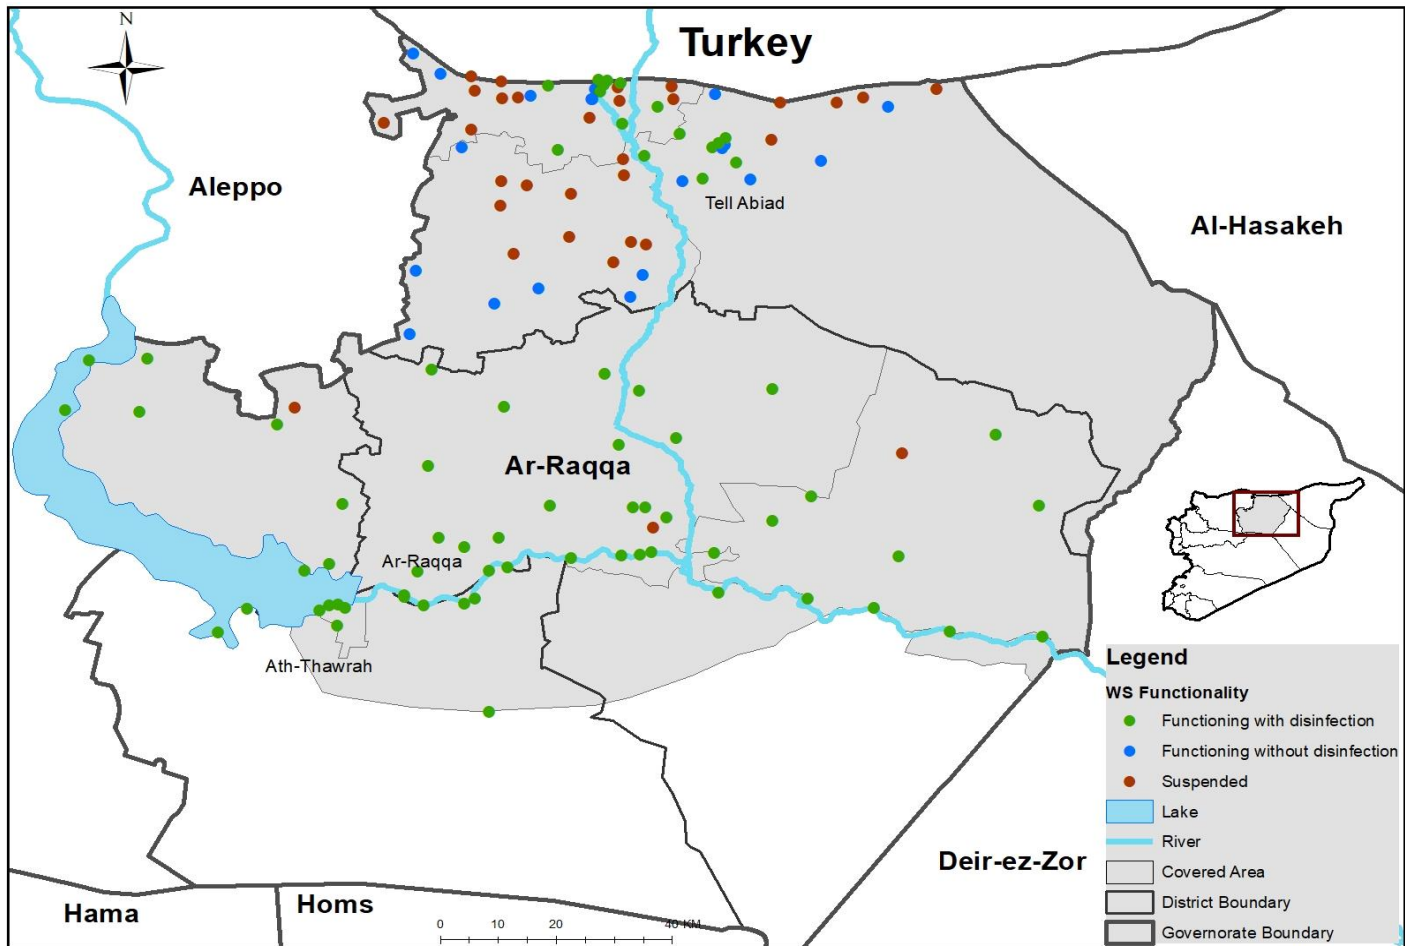 N
Turkey
Aleppo
Tell Abiad
Al-Hasakeh
Ar-Raqqa
Ar-Raqqa
Ath-Thawrah
Deir-ez-Zor
Hama
Homs
0 10 20 40 KM
Legend
WS Functionality
Functioning with disinfection
Functioning without disinfection
Suspended
Lake
River
Covered Area
District Boundary
Governorate Boundary